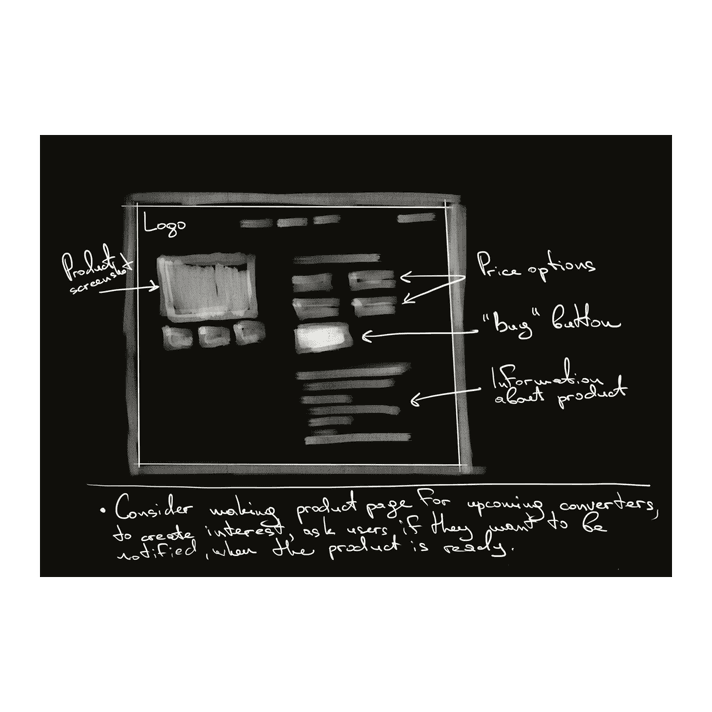 Logo
Product
screenshot
Price options
"buy" button
Information
about product
• Consider making product page for upcoming converters,
to create interest, ask users if they want to be
notified, when the product is ready.